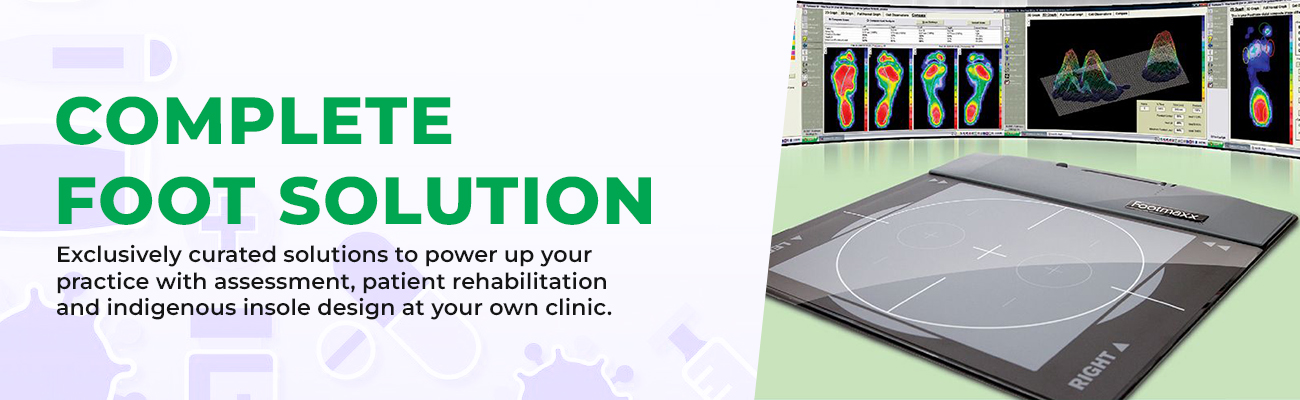 COMPLETE
FOOT SOLUTION
Exclusively curated solutions to power up your
practice with assessment, patient rehabilitation
and indigenous insole design at your own clinic.
Footmaxx
RIGHT